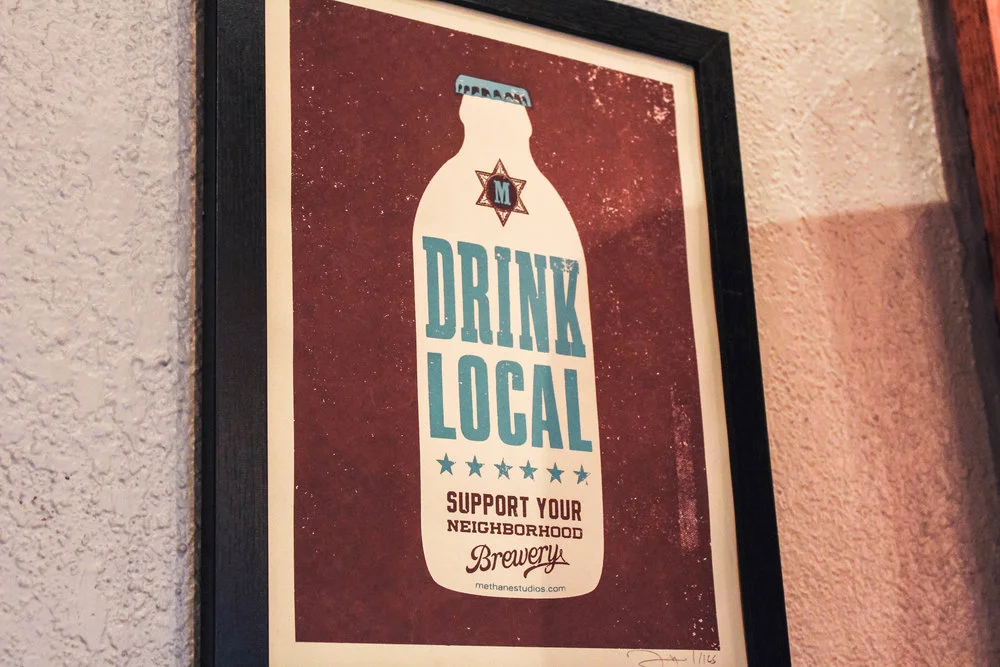 M
DRINK
LOCAL
SUPPORT YOUR
NEIGHBORHOOD
Brewery
methanestudios.com